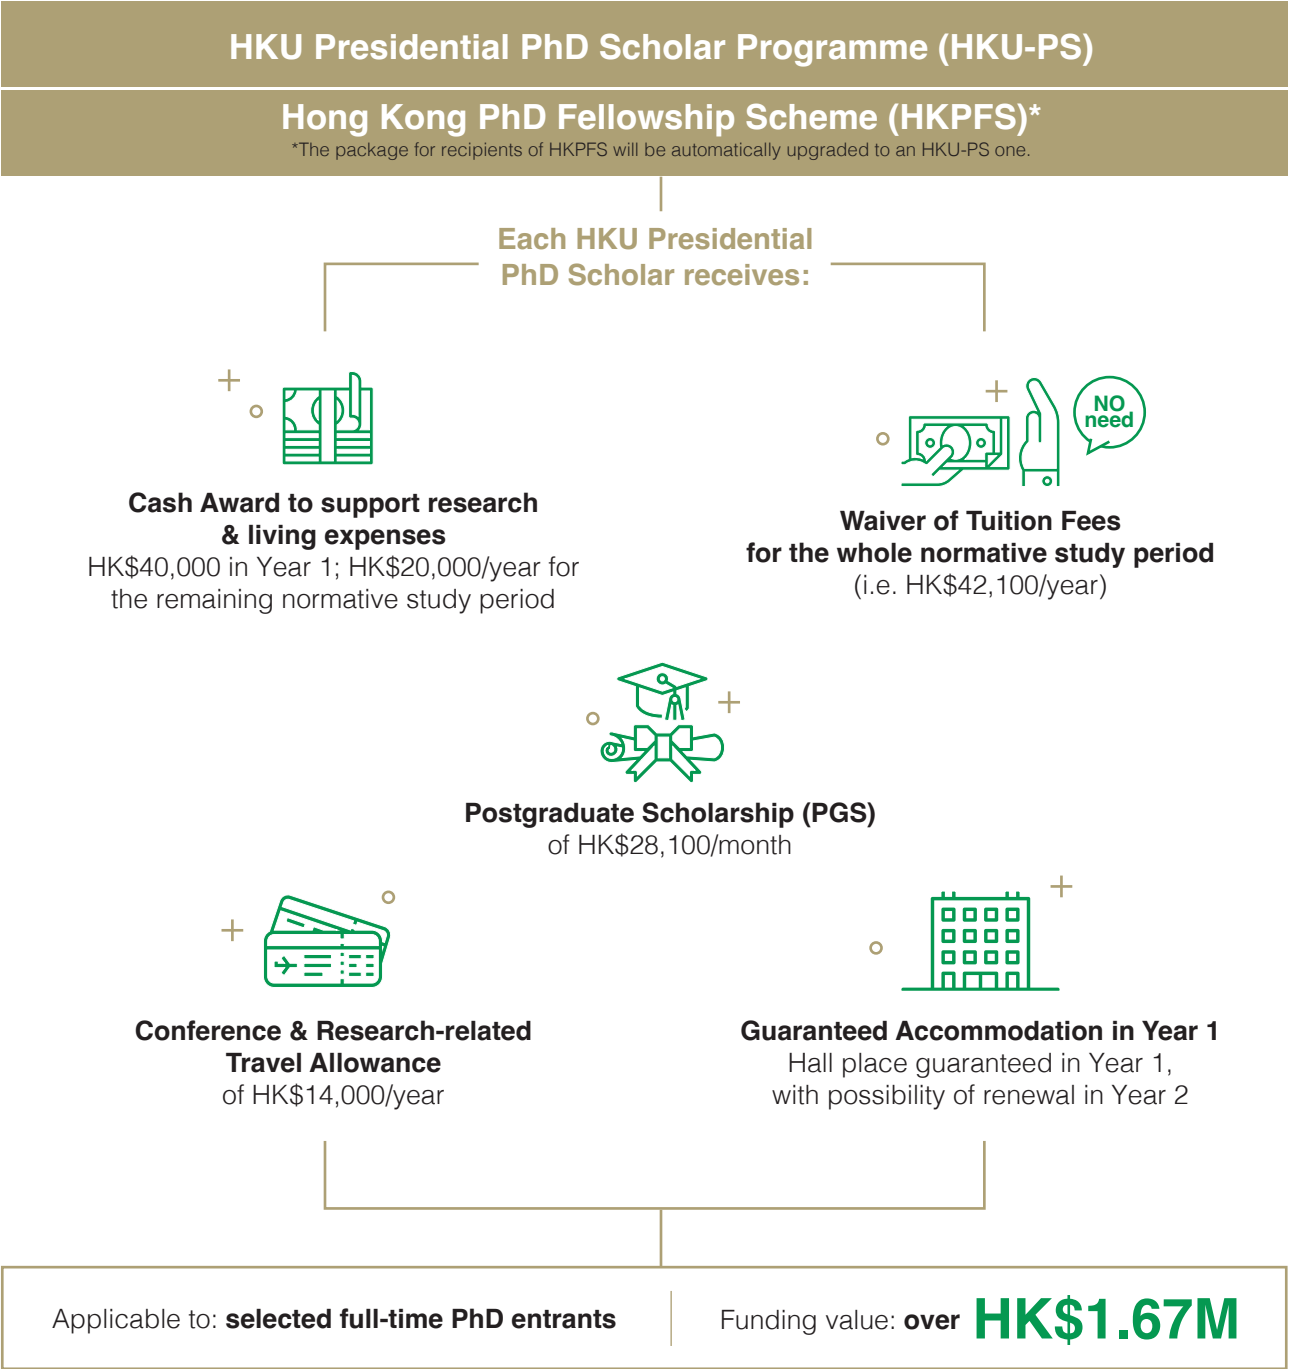 HKU Presidential PhD Scholar Programme (HKU-PS)
Hong Kong PhD Fellowship Scheme (HKPFS)*
*The package for recipients of HKPFS will be automatically upgraded to an HKU-PS one.
Each HKU Presidential
PhD Scholar receives:
Cash Award to support research
& living expenses
HK$40,000 in Year 1; HK$20,000/year for
the remaining normative study period
NO
need
Waiver of Tuition Fees
for the whole normative study period
(i.e. HK$42,100/year)
Postgraduate Scholarship (PGS)
of HK$28,100/month
Conference & Research-related
Travel Allowance
of HK$14,000/year
Guaranteed Accommodation in Year 1
Hall place guaranteed in Year 1,
with possibility of renewal in Year 2
Applicable to: selected full-time PhD entrants
Funding value: over HK$1.67M